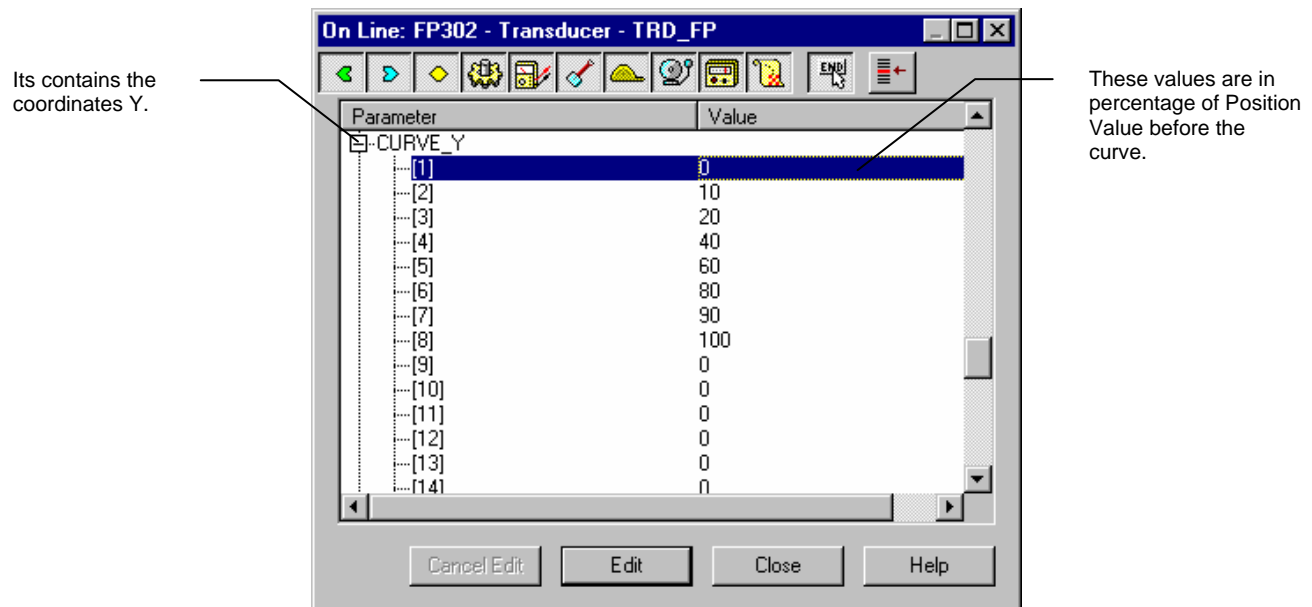 On Line: FP302 - Transducer - TRD_FP
END
Its contains the
coordinates Y.
Parameter Value
CURVE_Y
[1] 0
[2] 10
[3] 20
[4] 40
[5] 60
[6] 80
[7] 90
[8] 100
[9] 0
[10] 0
[11] 0
[12] 0
[13] 0
[14] 0
These values are in
percentage of Position
Value before the
curve.
Cancel Edit Edit Close Help